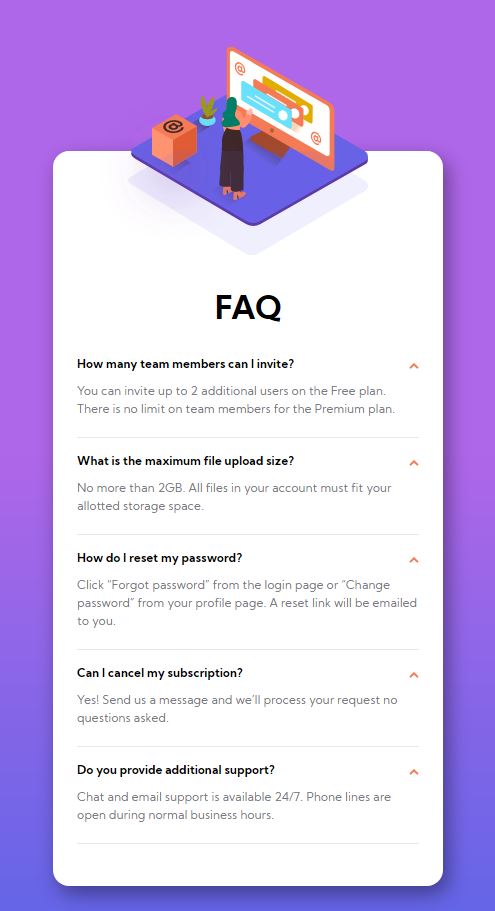 @
@
@
FAQ
How many team members can I invite?
You can invite up to 2 additional users on the Free plan.
There is no limit on team members for the Premium plan.
What is the maximum file upload size?
No more than 2GB. All files in your account must fit your
allotted storage space.
How do I reset my password?
Click “Forgot password” from the login page or “Change
password” from your profile page. A reset link will be emailed
to you.
Can I cancel my subscription?
Yes! Send us a message and we’ll process your request no
questions asked.
Do you provide additional support?
Chat and email support is available 24/7. Phone lines are
open during normal business hours.